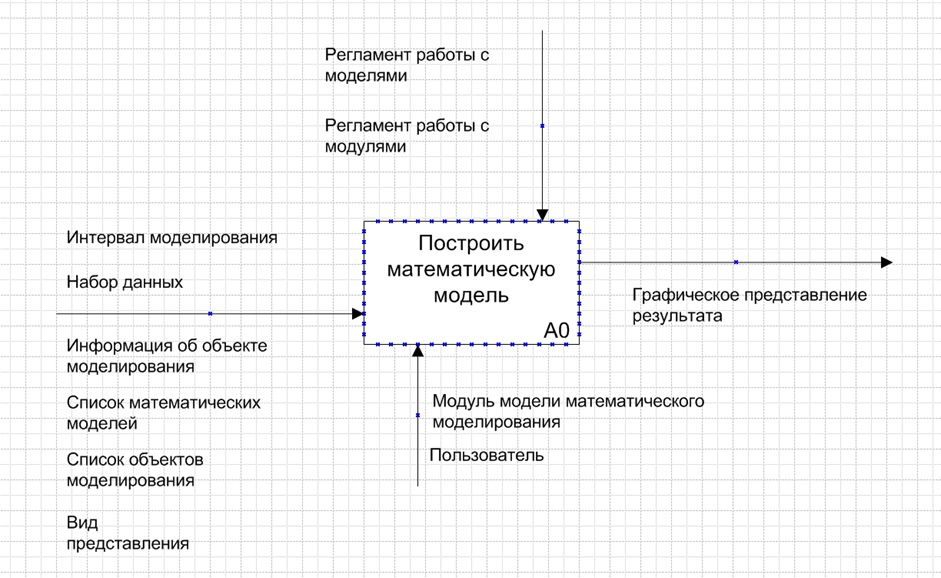 Регламент работы с
моделями
Регламент работы с
модулями
Интервал моделирования
Набор данных
Информация об объекте
моделирования
Список математических
моделей
Список объектов
моделирования
Вид
представления
Построить
математическую
модель
А0
Графическое представление
результата
Модуль модели математического
моделирования
Пользователь